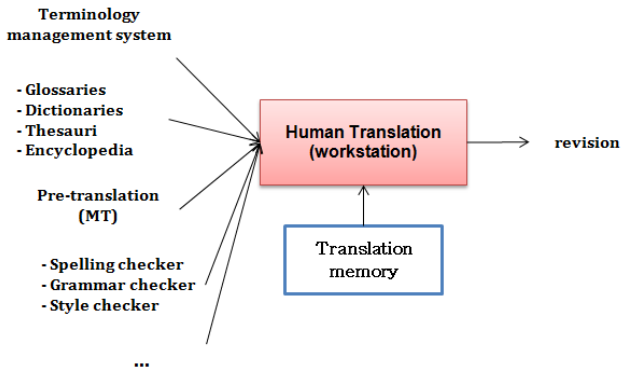 Terminology
management system
- Glossaries
- Dictionaries
- Thesauri
- Encyclopedia
Pre-translation
(MT)
- Spelling checker
- Grammar checker
- Style checker
...
Human Translation
(workstation)
Translation
memory
revision